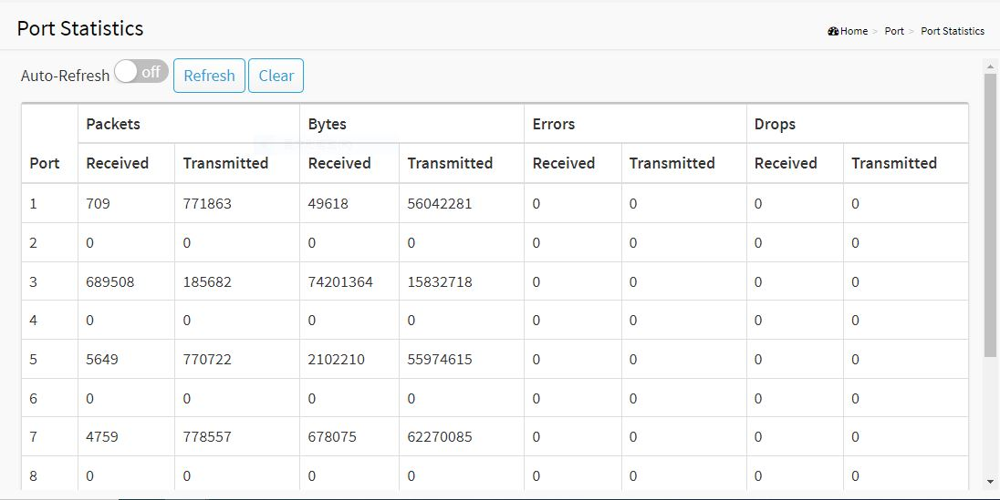 Port Statistics
Home > Port > Port Statistics
Auto-Refresh off Refresh Clear
Packets Bytes Errors Drops
Port Received Transmitted Received Transmitted Received Transmitted Received Transmitted
1 709 771863 49618 56042281 0 0 0 0
2 0 0 0 0 0 0 0 0
3 689508 185682 74201364 15832718 0 0 0 0
4 0 0 0 0 0 0 0 0
5 5649 770722 2102210 55974615 0 0 0 0
6 0 0 0 0 0 0 0 0
7 4759 778557 678075 62270085 0 0 0 0
8 0 0 0 0 0 0 0 0